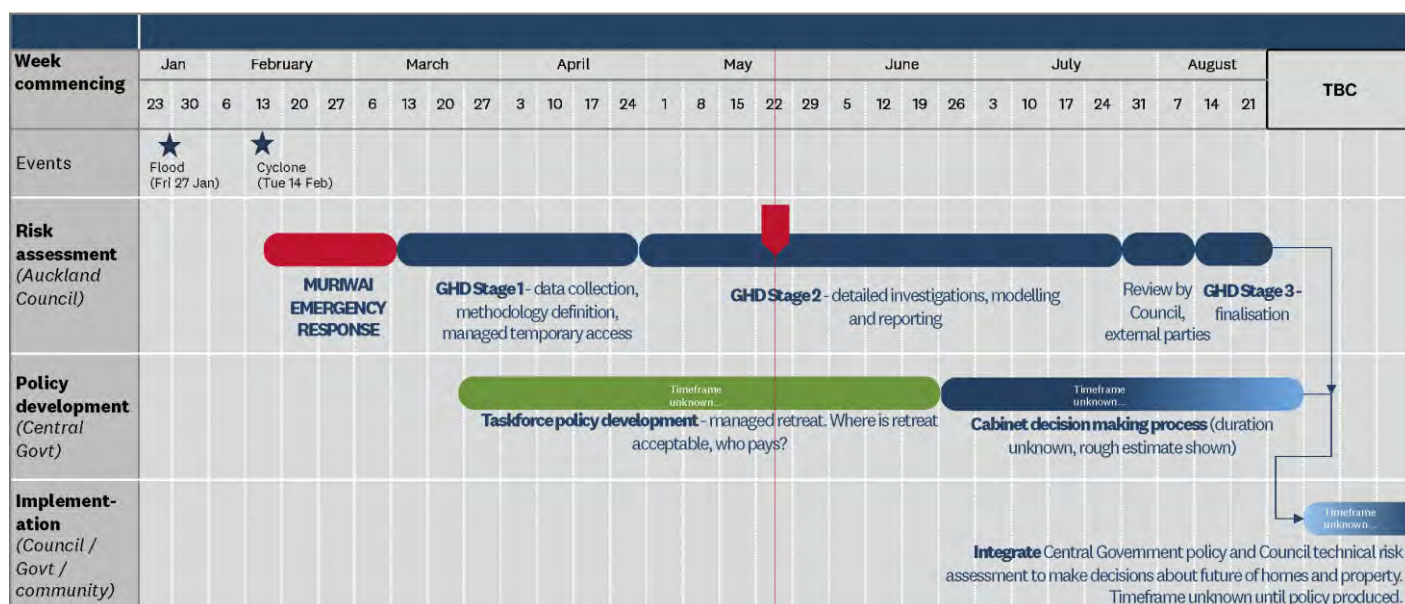 Week
commencing
Jan February March April May June July August
TBC
23 30 6 13 20 27 6 13 20 27 3 10 17 24 1 8 15 22 29 5 12 19 26 3 10 17 24 31 7 14 21
Events
Flood
(Fri 27 Jan)
Cyclone
(Tue 14 Feb)
Risk
assessment
(Auckland
Council)
MURIWAI
EMERGENCY
RESPONSE
GHD Stage 1 - data collection,
methodology definition,
managed temporary access
GHD Stage 2 - detailed investigations, modelling
and reporting
Review by
Council,
external parties
GHD Stage 3 -
finalisation
Policy
development
(Central
Govt)
Timeframe
unknown...
Taskforce policy development - managed retreat. Where is retreat
acceptable, who pays?
Timeframe
unknown...
Cabinet decision making process (duration
unknown, rough estimate shown)
Implement-
ation
(Council /
Govt /
community)
Timeframe
unknown...
Integrate Central Government policy and Council technical risk
assessment to make decisions about future of homes and property.
Timeframe unknown until policy produced.